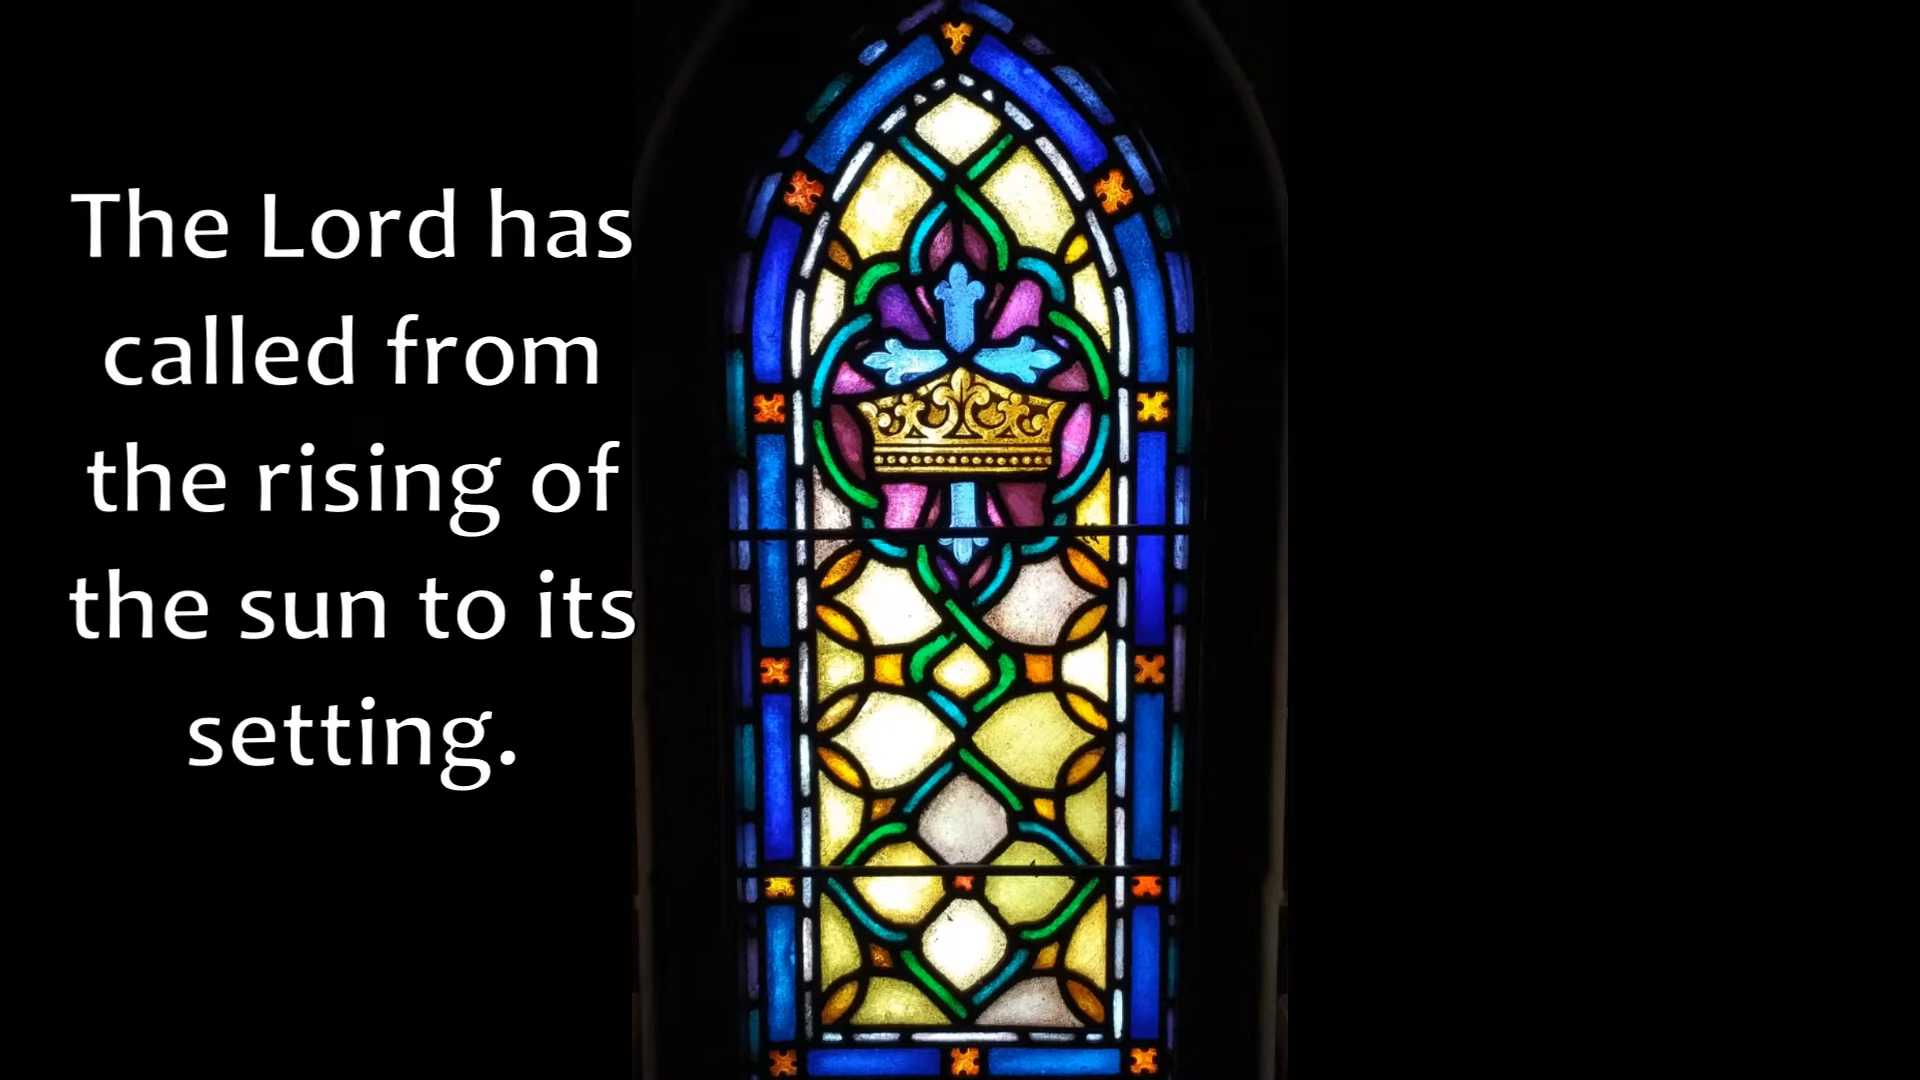 The Lord has
called from
the rising of
the sun to its
setting.